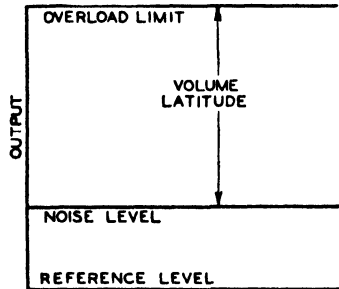 OVERLOAD LIMIT
VOLUME
LATITUDE
OUTPUT
NOISE LEVEL
REFERENCE LEVEL